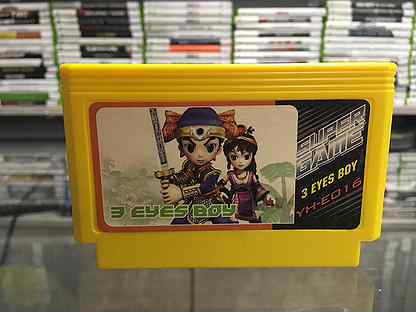 3 EYES BOY
SUPER
GAME
3 EYES BOY
YH-E016